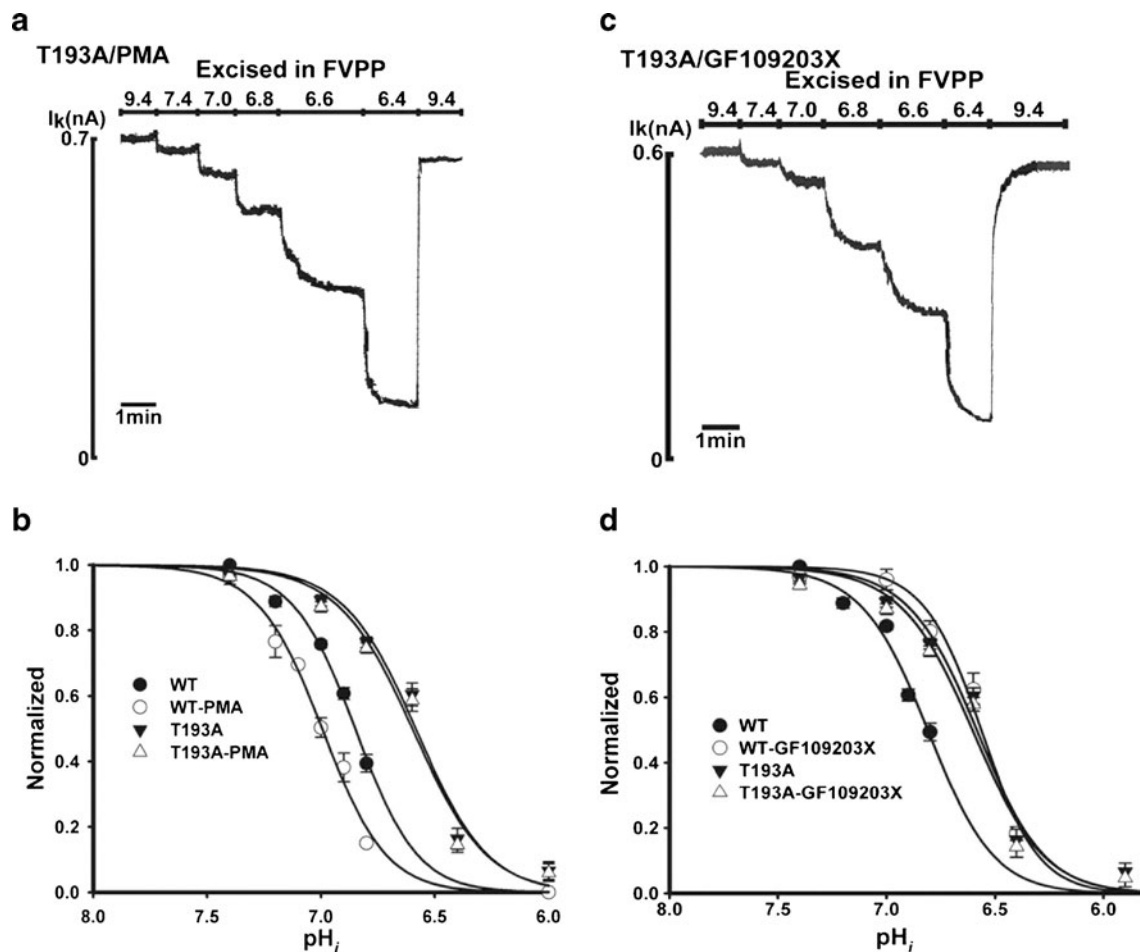 a
T193A/PMA
Excised in FVPP
9.4 7.4 7.0 6.8 6.6 6.4 9.4
Ik(nA)
0.7
1min
0
c
T193A/GF109203X
Excised in FVPP
9.4 7.4 7.0 6.8 6.6 6.4 9.4
Ik(nA)
0.6
1min
0
b
Normalized
1.0
0.8
0.6
0.4
0.2
0.0
WT
WT-PMA
T193A
T193A-PMA
8.0 7.5 7.0 6.5 6.0
pHi
d
Normalized
1.0
0.8
0.6
0.4
0.2
0.0
WT
WT-GF109203X
T193A
T193A-GF109203X
8.0 7.5 7.0 6.5 6.0
pHi